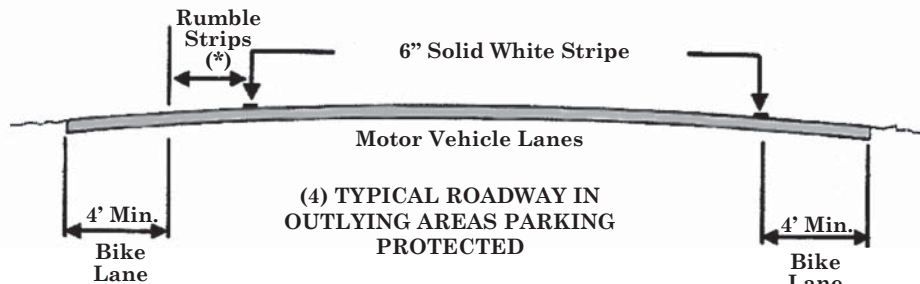 Rumble
Strips
(*)
6” Solid White Stripe
Motor Vehicle Lanes
4’ Min.
Bike
Lane
(4) TYPICAL ROADWAY IN
OUTLYING AREAS PARKING
PROTECTED
4’ Min.
Bike
Lane